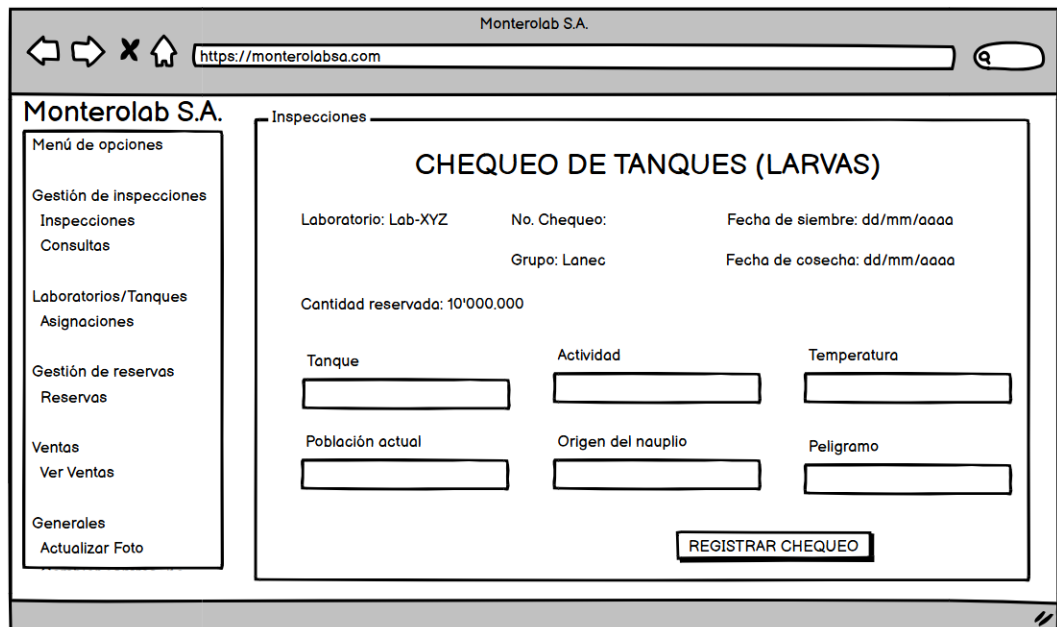 Monterolab S.A.
https://monterolabsa.com
Monterolab S.A.
Menú de opciones
Gestión de inspecciones
Inspecciones
Consultas
Laboratorios/Tanques
Asignaciones
Gestión de reservas
Reservas
Ventas
Ver Ventas
Generales
Actualizar Foto
Inspecciones
CHEQUEO DE TANQUES (LARVAS)
Laboratorio: Lab-XYZ No. Chequeo: Fecha de siembre: dd/mm/aaaa
Grupo: Lanec Fecha de cosecha: dd/mm/aaaa
Cantidad reservada: 10'000,000
Tanque Actividad Temperatura
Población actual Origen del nauplio Peligramo
REGISTRAR CHEQUEO